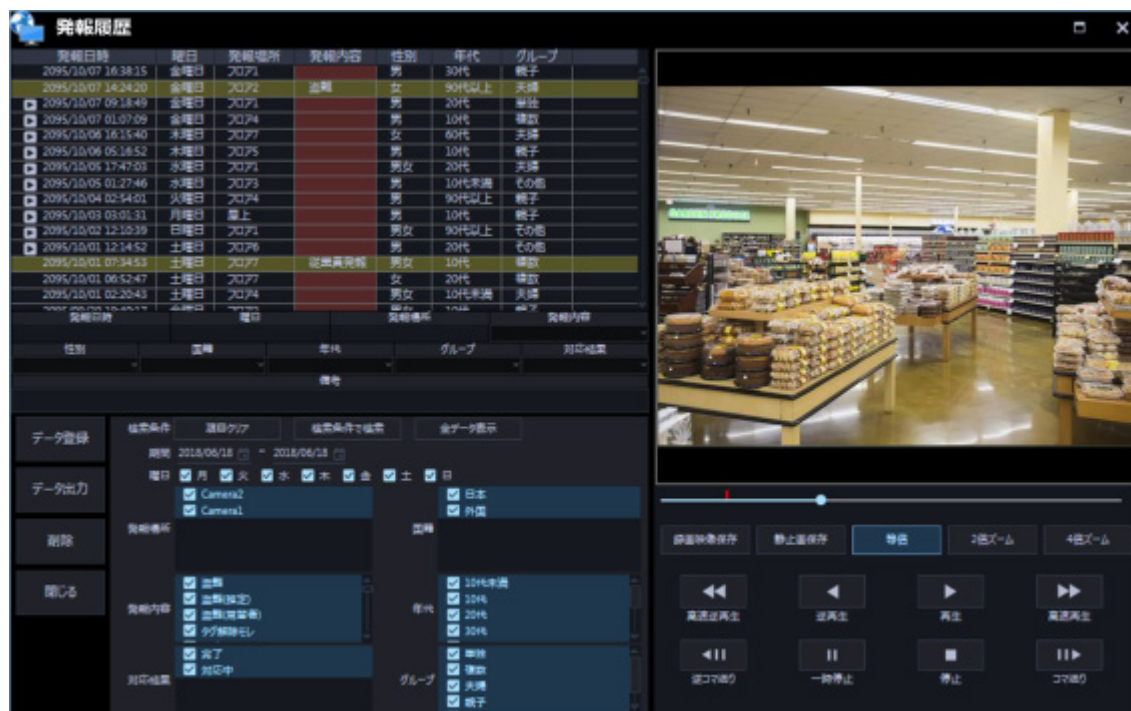 発報履歴
発報日時 曜日 発報場所 発報内容 性別 年代 グループ
2095/10/07 16:38:15 金曜日 フロア1 男 30代 親子
2095/10/07 14:24:20 金曜日 フロア2 盗難 女 90代以上 夫婦
2095/10/07 09:18:49 金曜日 フロア1 男 20代 単独
2095/10/07 01:07:09 金曜日 フロア4 男 10代 複数
2095/10/06 16:15:40 木曜日 フロア7 女 60代 夫婦
2095/10/06 05:16:52 木曜日 フロア5 男 10代 親子
2095/10/05 17:47:03 水曜日 フロア1 男女 20代 夫婦
2095/10/05 01:27:46 水曜日 フロア3 男 10代未満 その他
2095/10/04 02:54:01 火曜日 フロア4 男 90代以上 親子
2095/10/03 03:01:31 月曜日 屋上 男 10代 親子
2095/10/02 12:10:39 日曜日 フロア1 男女 90代以上 その他
2095/10/01 12:14:52 土曜日 フロア6 男 20代 その他
2095/10/01 07:34:53 土曜日 フロア7 従業員発報 男女 10代 複数
2095/10/01 06:52:47 土曜日 フロア7 女 20代 複数
2095/10/01 02:20:43 土曜日 フロア4 男女 10代未満 夫婦
発報日時 曜日 発報場所 発報内容
性別 国籍 年代 グループ 対応結果
備考
データ登録
データ出力
削除
閉じる
検索条件 項目クリア 検索条件で検索 全データ表示
期間 2018/06/18 ~ 2018/06/18
曜日 月 火 水 木 金 土 日
発報場所
Camera2
Camera1
国籍
日本
外国
発報内容
盗難
盗難(推定)
盗難(常習者)
タグ解除モレ
年代
10代未満
10代
20代
30代
対応結果
完了
対応中
グループ
単独
複数
夫婦
親子
GARDEN PRODUCE
録画映像保存 静止画保存 等倍 2倍ズーム 4倍ズーム
高速逆再生 逆再生 再生 高速再生
逆コマ送り 一時停止 停止 コマ送り